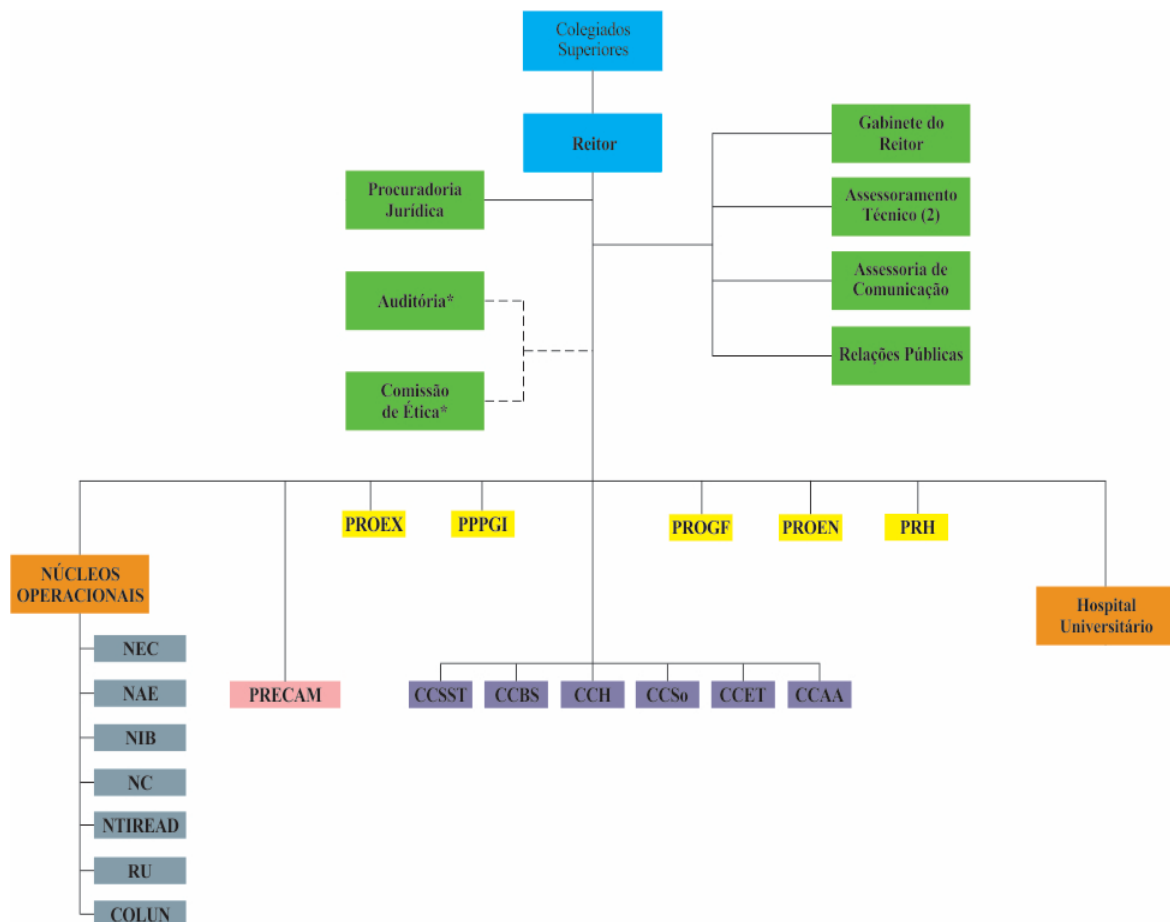 Colegiados
Superiores
Reitor
Gabinete do
Reitor
Procuradoria
Jurídica
Assessoramento
Técnico (2)
Auditória*
Assessoria de
Comunicação
Relações Públicas
Comissão
de Ética*
PROEX
PPPGI
PROGF
PROEN
PRH
NÚCLEOS
OPERACIONAIS
Hospital
Universitário
NEC
NAE
NIB
NC
NTIREAD
RU
COLUN
PRECAM
CCSST
CCBS
CCH
CCSo
CCET
CCAA